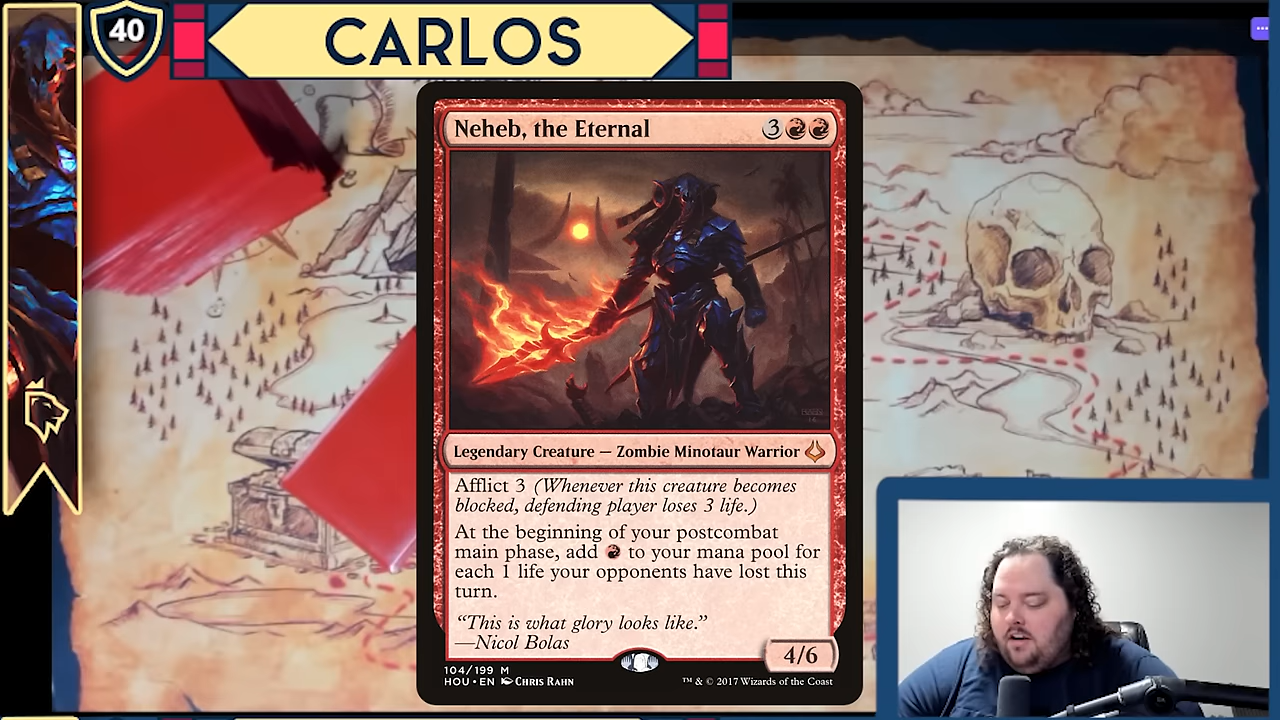 40
CARLOS
Neheb, the Eternal 3
Legendary Creature — Zombie Minotaur Warrior
Afflict 3 (Whenever this creature becomes
blocked, defending player loses 3 life.)
At the beginning of your postcombat
main phase, add to your mana pool for
each 1 life your opponents have lost this
turn.
“This is what glory looks like.”
—Nicol Bolas
4/6
104/199 M
HOU • EN Chris Rahn
™ & © 2017 Wizards of the Coast